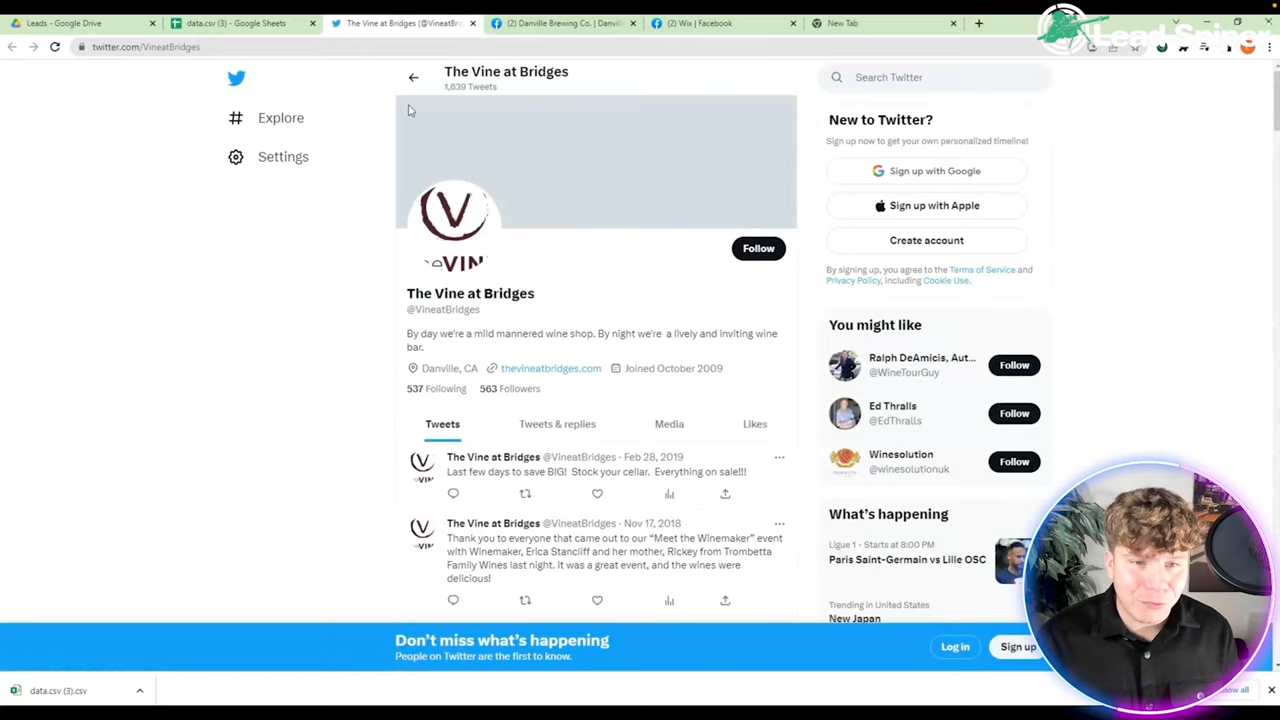 Leads - Google Drive
data.csv (3) - Google Sheets
The Vine at Bridges (@VineatBri
(2) Danville Brewing Co. | Danvill
(2) Wix | Facebook
New Tab
Lead Sniper
twitter.com/VineatBridges
Explore
Settings
The Vine at Bridges
1,639 Tweets
V
VIN
Follow
The Vine at Bridges
@VineatBridges
By day we're a mild mannered wine shop. By night we're a lively and inviting wine
bar.
Danville, CA
thevineatbridges.com
Joined October 2009
537 Following
563 Followers
Tweets
Tweets & replies
Media
Likes
The Vine at Bridges @VineatBridges · Feb 28, 2019
Last few days to save BIG! Stock your cellar. Everything on sale!!!
The Vine at Bridges @VineatBridges · Nov 17, 2018
Thank you to everyone that came out to our "Meet the Winemaker" event
with Winemaker, Erica Stancliff and her mother, Rickey from Trombetta
Family Wines last night. It was a great event, and the wines were
delicious!
Search Twitter
New to Twitter?
Sign up now to get your own personalized timeline!
Sign up with Google
Sign up with Apple
Create account
By signing up, you agree to the Terms of Service and
Privacy Policy, including Cookie Use.
You might like
Ralph DeAmicis, Aut...
@WineTourGuy
Follow
Ed Thralls
@EdThralls
Follow
Winesolution
@winesolutionuk
Follow
What's happening
Ligue 1 · Starts at 8:00 PM
Paris Saint-Germain vs Lille OSC
Trending in United States
New Japan
Don't miss what's happening
People on Twitter are the first to know.
Log in
Sign up
data.csv (3).csv